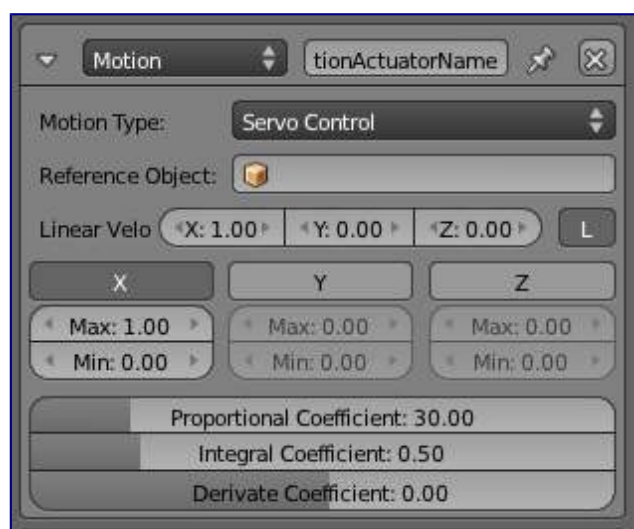 Motion tionActuatorName
Motion Type: Servo Control
Reference Object:
Linear Velo X: 1.00 Y: 0.00 Z: 0.00 L
X Y Z
Max: 1.00 Max: 0.00 Max: 0.00
Min: 0.00 Min: 0.00 Min: 0.00
Proportional Coefficient: 30.00
Integral Coefficient: 0.50
Derivate Coefficient: 0.00